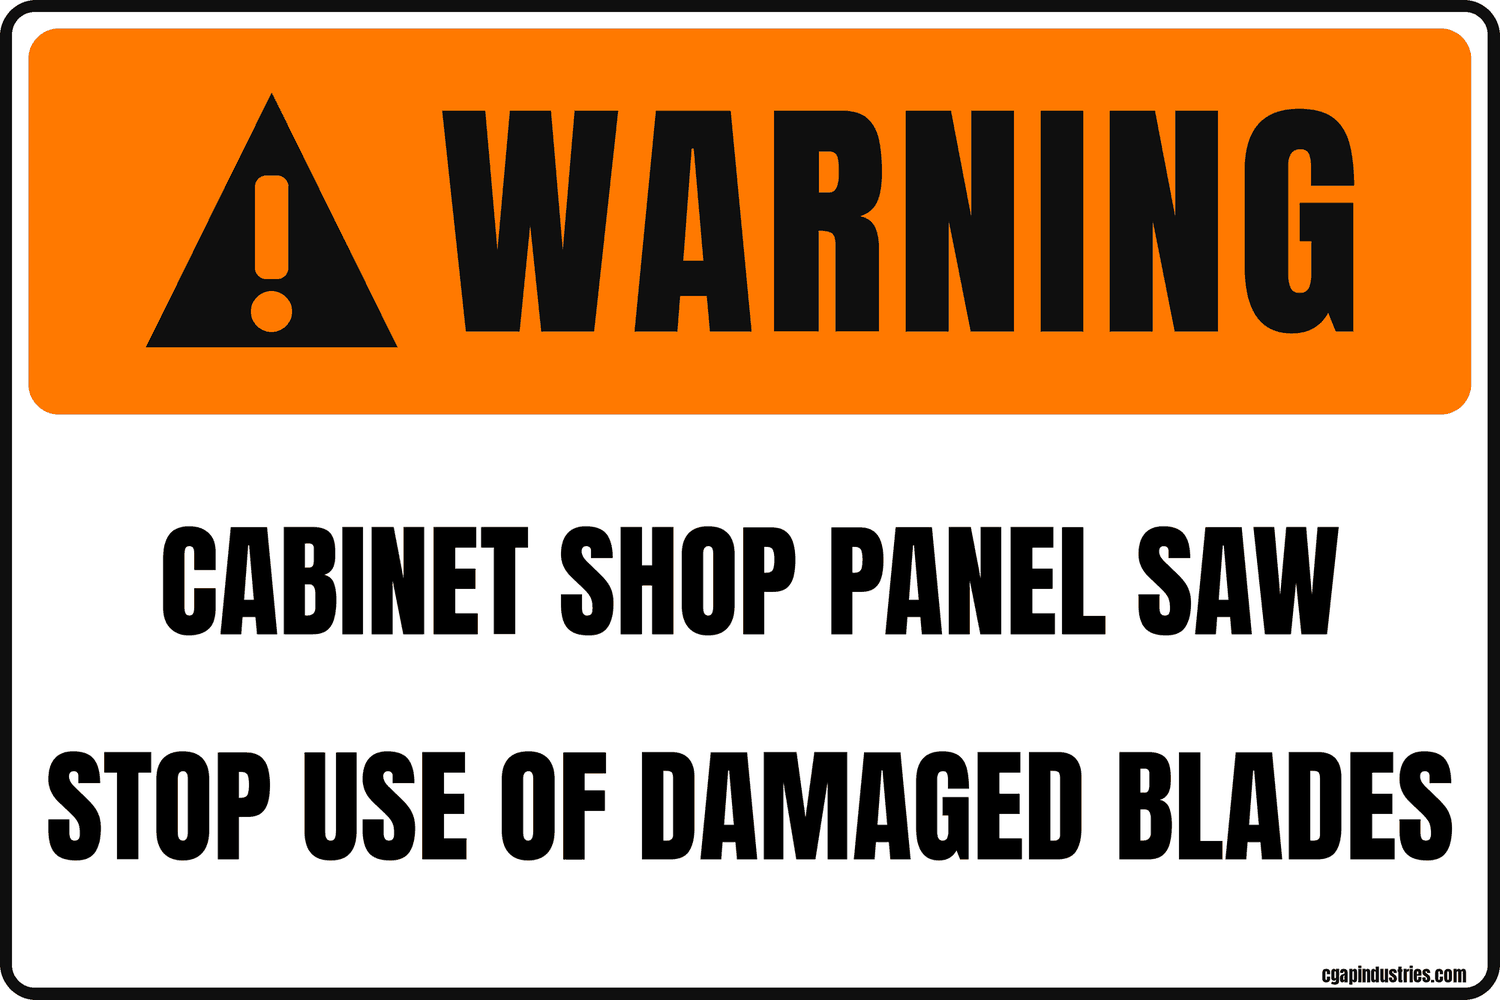 WARNING
CABINET SHOP PANEL SAW
STOP USE OF DAMAGED BLADES
cgapindustries.com